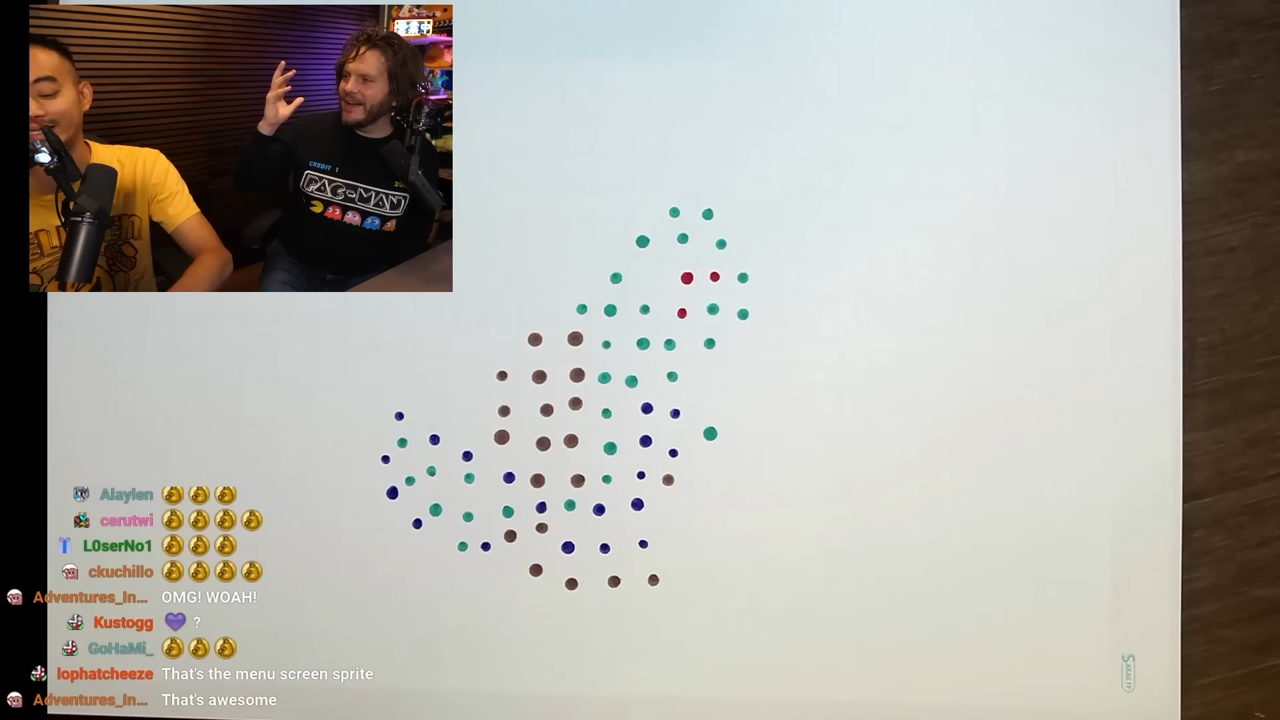 CREDIT 1
PAC-MAN
Alaylen
cerutwi
L0serNo1
ckuchillo
Adventures_In... OMG! WOAH!
Kustogg ?
GoHaMi_
lophatcheeze That's the menu screen sprite
Adventures_In... That's awesome